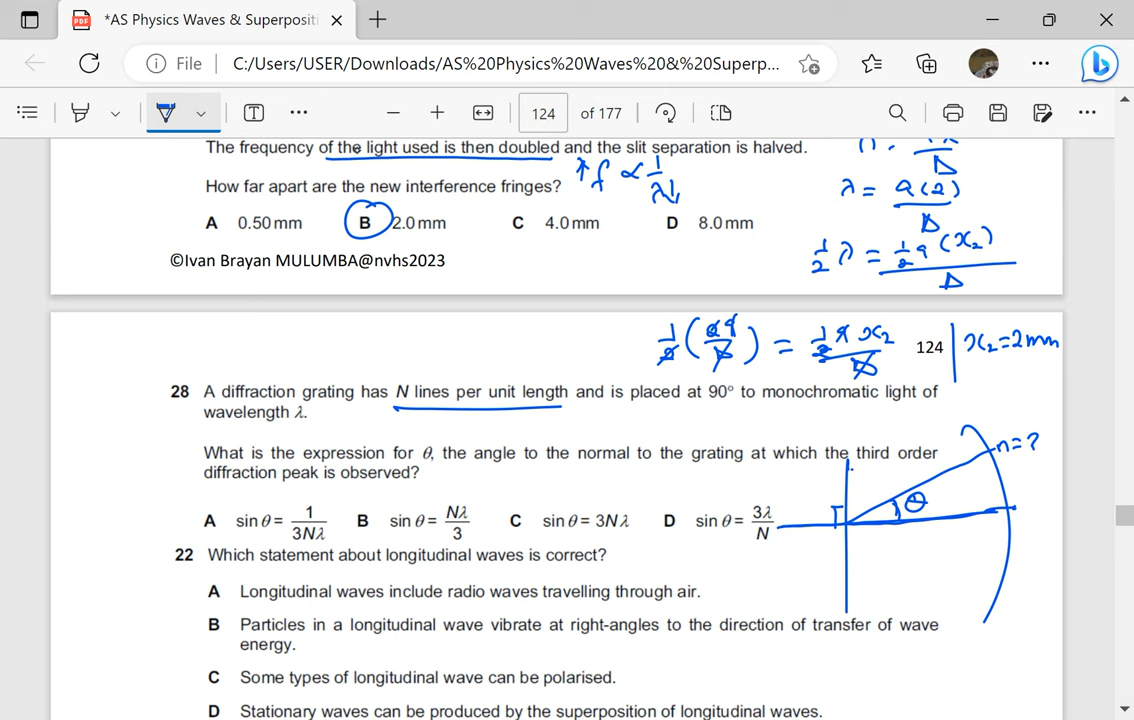 *AS Physics Waves & Superpositi
File
C:/Users/USER/Downloads/AS%20Physics%20Waves%20&%20Superp...
124 of 177
The frequency of the light used is then doubled and the slit separation is halved.
↑f ∝ 1/λ↓
How far apart are the new interference fringes?
λ = a(2)/D
A 0.50 mm B 2.0 mm C 4.0 mm D 8.0 mm
½λ = ½a(x₂)/D
©Ivan Brayan MULUMBA@nvhs2023
124
x₂=2mm
28 A diffraction grating has N lines per unit length and is placed at 90° to monochromatic light of
wavelength λ.
n=?
What is the expression for θ, the angle to the normal to the grating at which the third order
diffraction peak is observed?
θ
A sin θ = 1/3Nλ B sin θ = Nλ/3 C sin θ = 3Nλ D sin θ = 3λ/N
22 Which statement about longitudinal waves is correct?
A Longitudinal waves include radio waves travelling through air.
B Particles in a longitudinal wave vibrate at right-angles to the direction of transfer of wave
energy.
C Some types of longitudinal wave can be polarised.
D Stationary waves can be produced by the superposition of longitudinal waves.